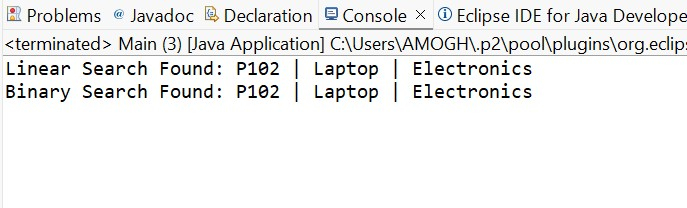 Problems @ Javadoc Declaration Console × Eclipse IDE for Java Develope
<terminated> Main (3) [Java Application] C:\Users\AMOGH\.p2\pool\plugins\org.eclip
Linear Search Found: P102 | Laptop | Electronics
Binary Search Found: P102 | Laptop | Electronics